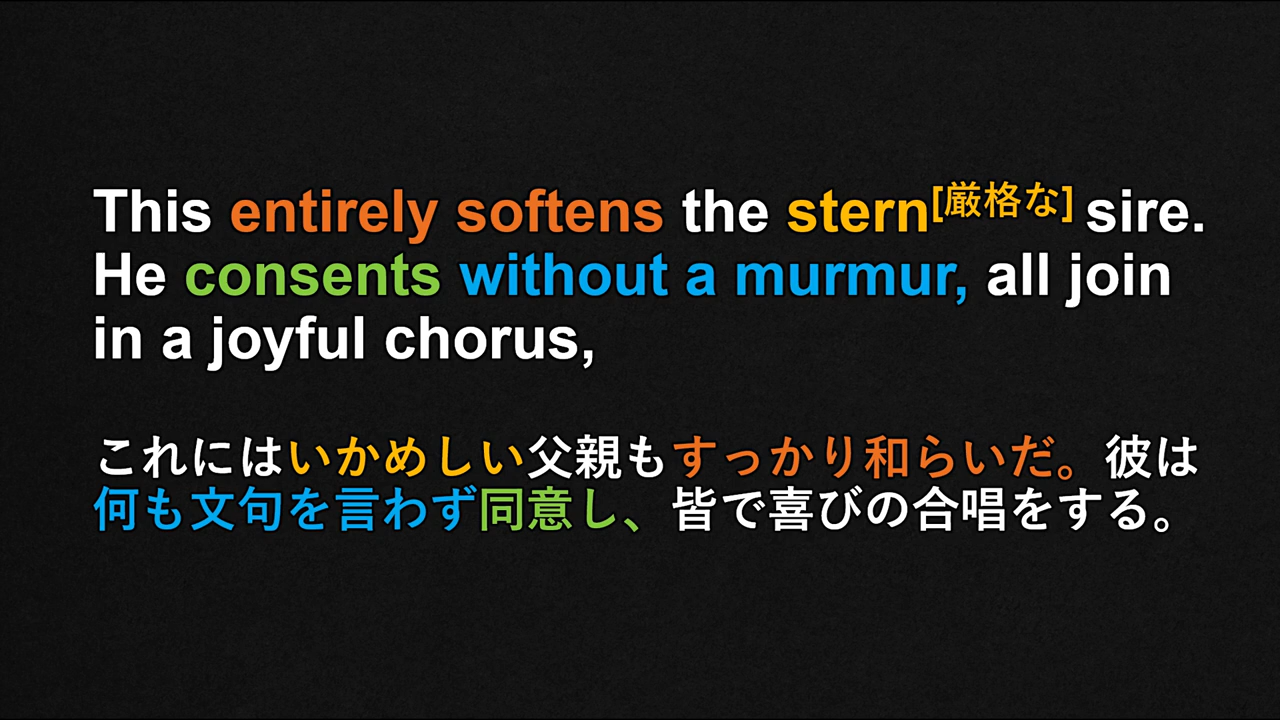 This entirely softens the stern[厳格な] sire.
He consents without a murmur, all join
in a joyful chorus,
これにはいかめしい父親もすっかり和らいだ。彼は
何も文句を言わず同意し、皆で喜びの合唱をする。